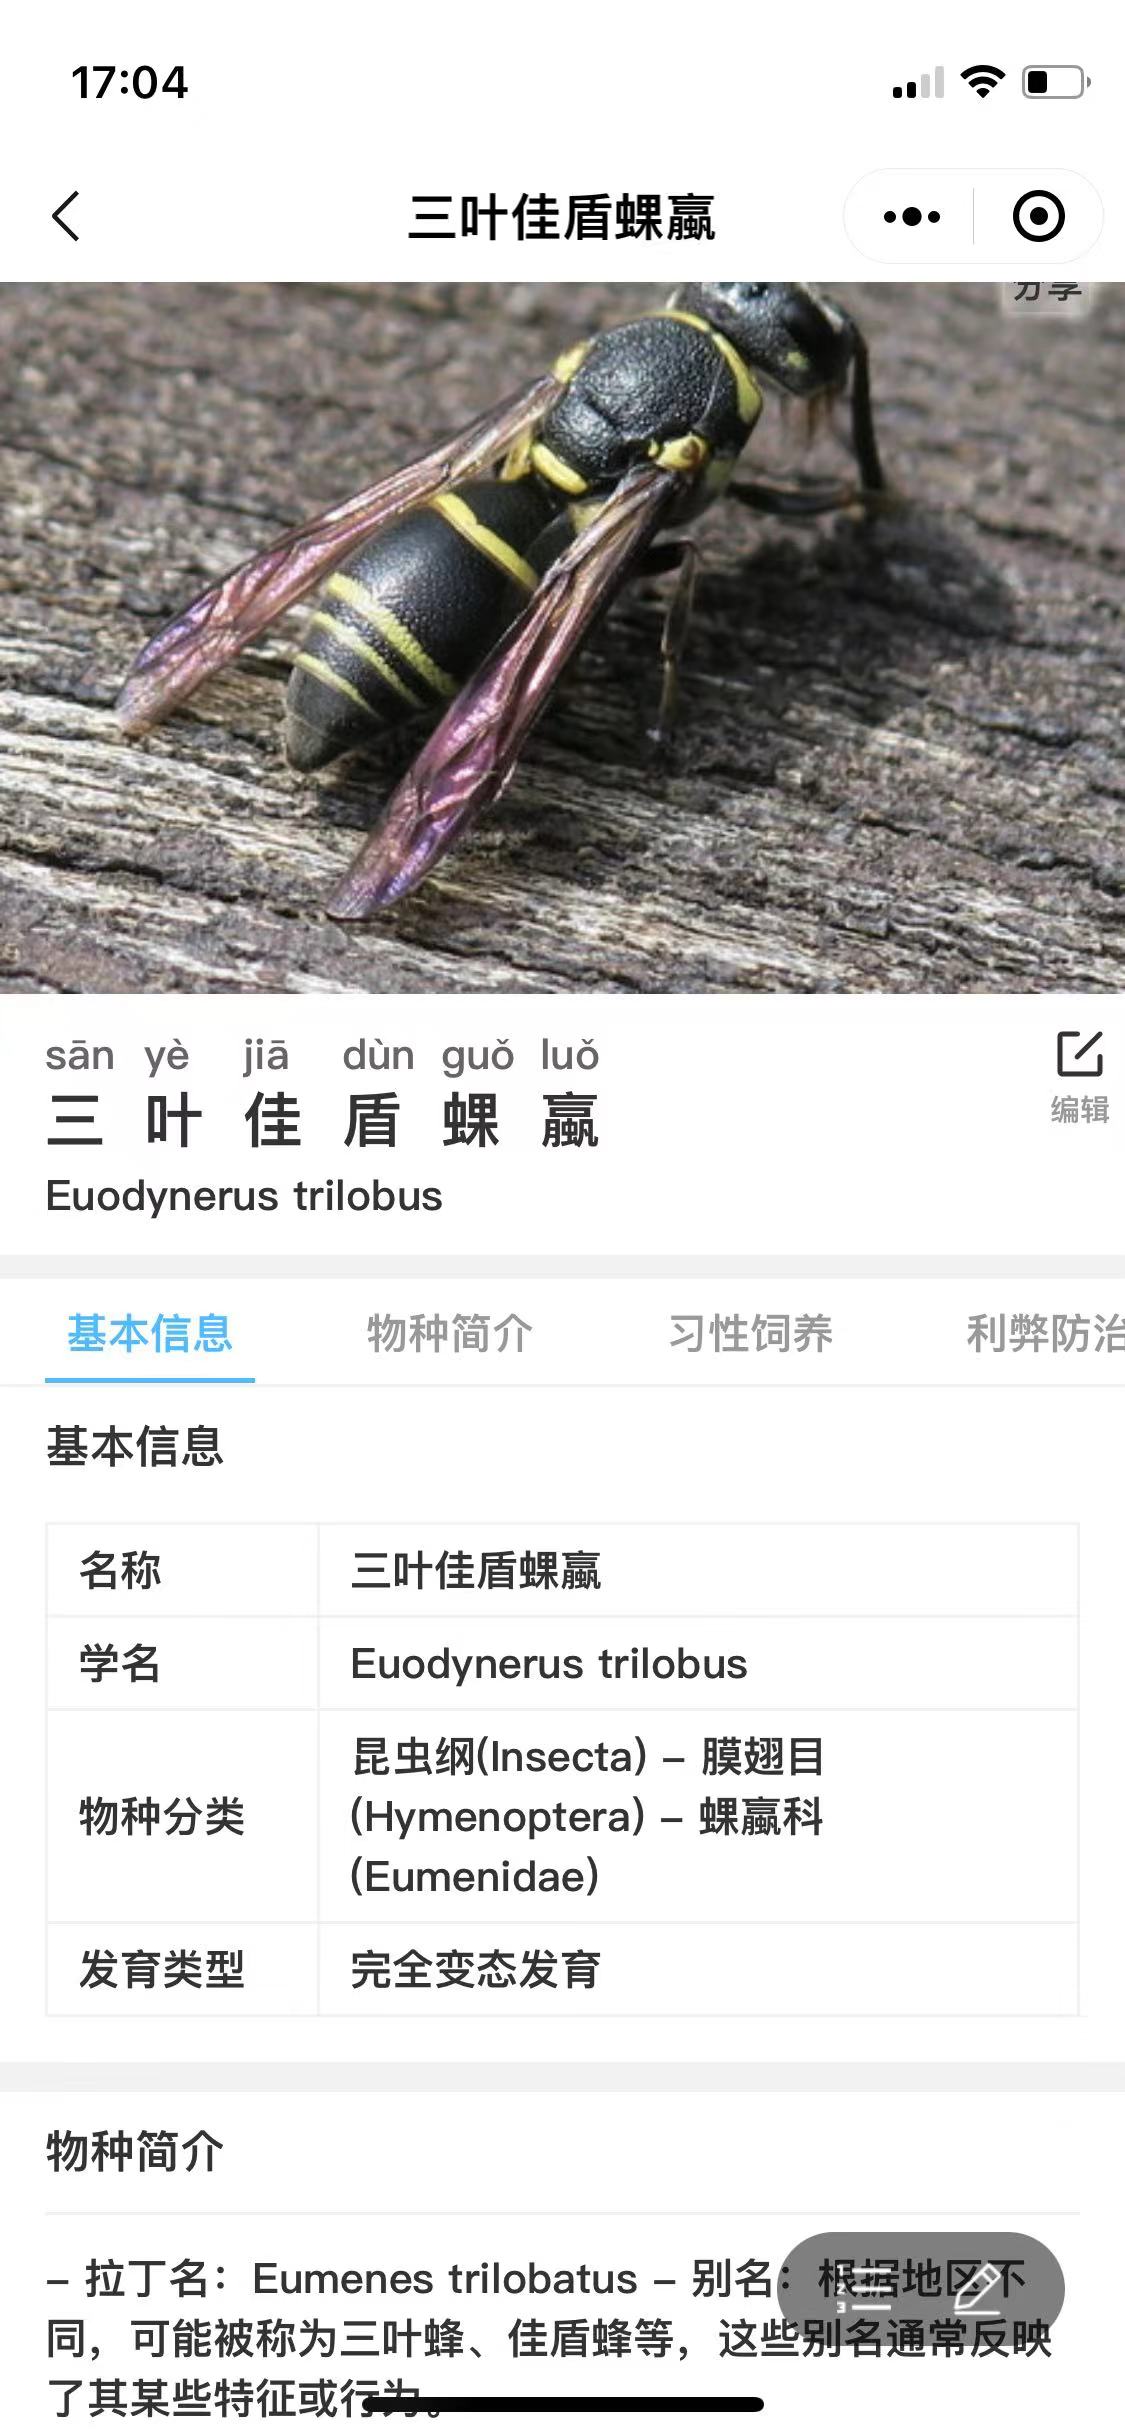 17:04
三叶佳盾蜾蠃
分享
sān yè jiā dùn guǒ luǒ
三叶佳盾蜾蠃
编辑
Euodynerus trilobus
基本信息 物种简介 习性饲养 利弊防治
基本信息
名称 三叶佳盾蜾蠃
学名 Euodynerus trilobus
物种分类 昆虫纲(Insecta) – 膜翅目
(Hymenoptera) – 蜾蠃科
(Eumenidae)
发育类型 完全变态发育
物种简介
– 拉丁名：Eumenes trilobatus – 别名：根据地区不
同，可能被称为三叶蜂、佳盾蜂等，这些别名通常反映
了其某些特征或行为。